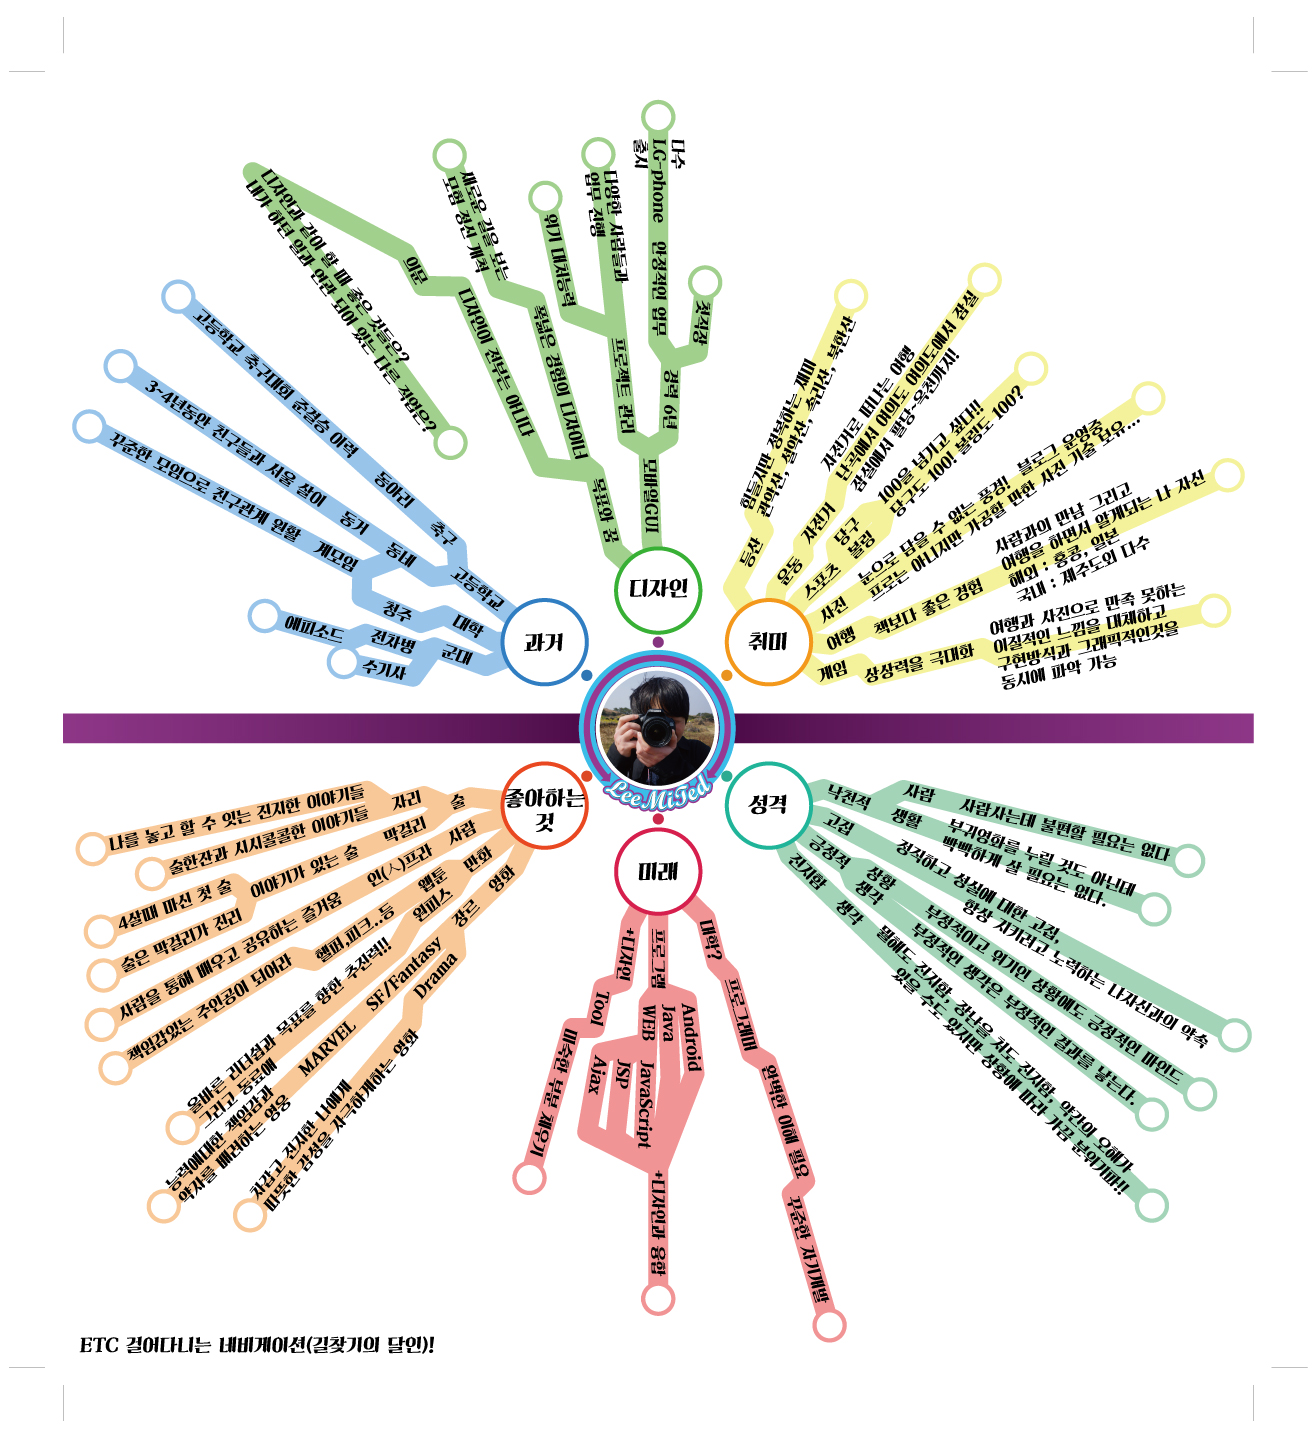 디자인
내가 하던 일과 연관 되어 있는 다른 직업은?
디자인과 같이 할 때 좋은 것들은?
의문
디자인이 전부는 아니다
새로운 길을 보는
모험 정신 개척
폭넓은 경험이 디자이너
목표와 꿈
위기 대처능력
다양한 사람들과
업무 진행
프로젝트 관리
다수
LG-phone 안정적인 업무
출시
첫직장
경력 6년
모바일GUI
과거
고등학교 축구대회 준결승 이력 동아리 축구
3-4년동안 친구들과 서울 살이 동거 동네
고등학교
꾸준한 모임으로 친구관계 원활 계모임
청주 대학
에피소드 전차병 군대
수기사
취미
힘들지만 정복하는 재미
관악산, 설악산, 속리산, 북한산
등산
자전거로 떠나는 여행
난곡에서 여의도 여의도에서 잠실
잠실에서 팔당~옥천까지!
운동 자전거
100을 넘기고 싶다!!
당구도 100! 볼링도 100?
스포츠 당구
볼링
눈으로 담을 수 없는 풍경! 블로그 운영중
프로는 아니지만 가공할 만한 사진 기술 보유...
사진
사람과의 만남 그리고
여행을 하면서 알게되는 나 자신
해외 : 홍콩, 일본
국내 : 제주도외 다수
여행 책보다 좋은 경험
여행과 사진으로 만족 못하는
이질적인 느낌을 대체하고
구현방식과 그래픽적인것을
동시에 파악 가능
게임 상상력을 극대화
LeeMiTed
좋아하는
것
나를 놓고 할 수 잇는 진지한 이야기들 자리 술
술한잔과 시시콜콜한 이야기들
4살때 마신 첫 술 이야기가 있는 술 막걸리
술은 막걸리가 진리
사람을 통해 배우고 공유하는 즐거움 인(人)프라 사람
책임감있는 주인공이 되어라 헬퍼,피크..등 웹툰 만화
올바른 리더쉽과 목표를 향한 추진력!!
그리고 동료에 원피스
능력에대한 책임감과
약자를 배려하는 영웅 MARVEL SF/Fantasy 장르 영화
차갑고 진지한 나에게
따뜻한 감성을 자극하게하는 영화 Drama
성격
낙천적 사람 사람사는데 불편할 필요는 없다
생활 부귀영화를 누릴 것도 아닌데
빡빡하게 살 필요는 없다.
고집 정직하고 성실에 대한 고집,
항상 지키려고 노력하는 나자신과의 약속
긍정적 상황 부정적이고 위기인 상황에도 긍정적인 마인드
생각 부정적인 생각은 부정적인 결과를 낳는다.
진지함 생각 말해도 진지함, 장난을 쳐도 진지함, 약간의 오해가
있을 수도 있지만 상황에 따라 가끔 분위기파!!
미래
+디자인 Tool 미숙한 부분 채우기
프로그램
Android
Java
WEB
JavaScript
JSP
Ajax
+디자인과 융합
대학? 프로그래머 완벽한 이해 필요 꾸준한 자기개발
ETC 걸어다니는 네비게이션(길찾기의 달인)!